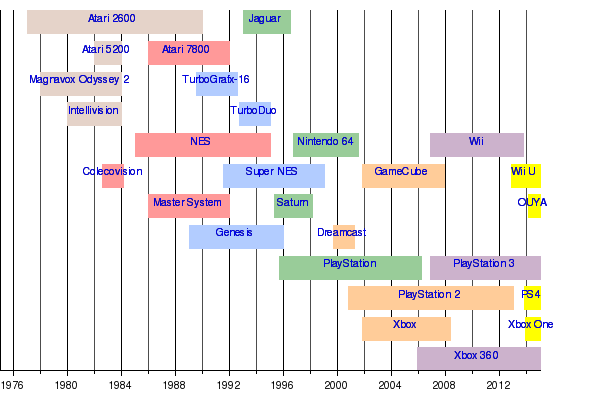 Atari 2600
Jaguar
Atari 5200
Atari 7800
Magnavox Odyssey 2
TurboGrafx-16
Intellivision
TurboDuo
NES
Nintendo 64
Wii
Colecovision
Super NES
GameCube
Wii U
Master System
Saturn
OUYA
Genesis
Dreamcast
PlayStation
PlayStation 3
PlayStation 2
PS4
Xbox
Xbox One
Xbox 360
1976 1980 1984 1988 1992 1996 2000 2004 2008 2012